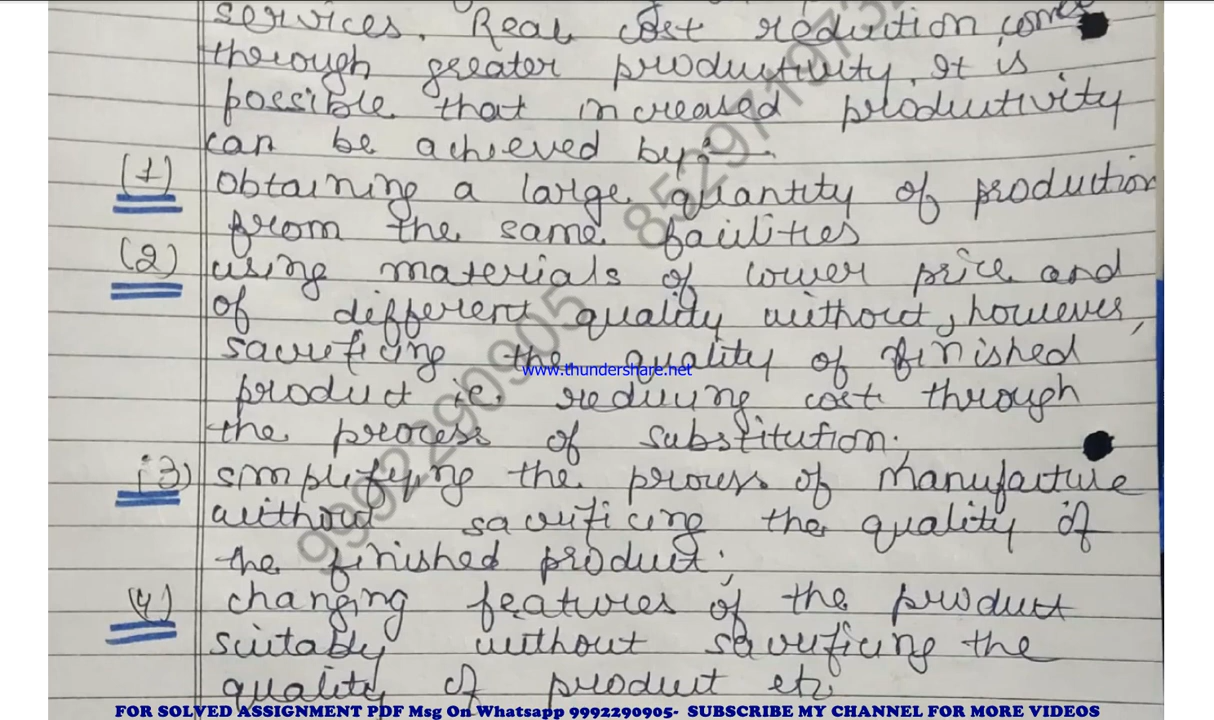 services. Real cost reduction comes
through greater productivity. It is
possible that increased productivity
can be achieved by:-
(1) obtaining a large quantity of production
from the same facilities
(2) using materials of lower price and
of different quality without, however,
sacrificing the quality of finished
www.thundershare.net
product i.e. reducing cost through
the process of substitution.
(3) simplifying the process of manufacture
without sacrificing the quality of
the finished product;
(4) changing features of the product
suitably without sacrificing the
quality of product etc
8529719732
9992290905
FOR SOLVED ASSIGNMENT PDF Msg On Whatsapp 9992290905- SUBSCRIBE MY CHANNEL FOR MORE VIDEOS